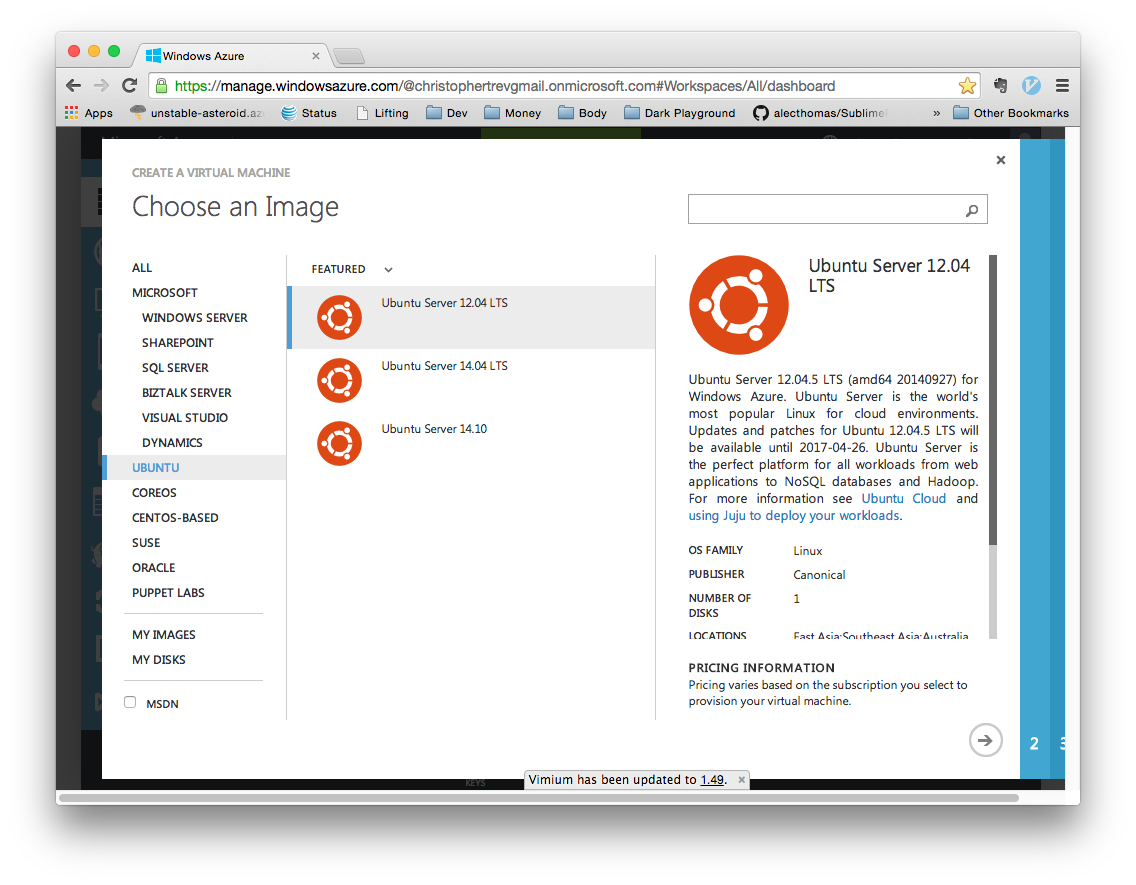 Windows Azure
https://manage.windowsazure.com/@christophertrevgmail.onmicrosoft.com#Workspaces/All/dashboard
Apps unstable-asteroid.az Status Lifting Dev Money Body Dark Playground alecthomas/Sublime » Other Bookmarks
CREATE A VIRTUAL MACHINE
Choose an Image
ALL
MICROSOFT
WINDOWS SERVER
SHAREPOINT
SQL SERVER
BIZTALK SERVER
VISUAL STUDIO
DYNAMICS
UBUNTU
COREOS
CENTOS-BASED
SUSE
ORACLE
PUPPET LABS
MY IMAGES
MY DISKS
MSDN
FEATURED
Ubuntu Server 12.04 LTS
Ubuntu Server 14.04 LTS
Ubuntu Server 14.10
Ubuntu Server 12.04
LTS
Ubuntu Server 12.04.5 LTS (amd64 20140927) for
Windows Azure. Ubuntu Server is the world's
most popular Linux for cloud environments.
Updates and patches for Ubuntu 12.04.5 LTS will
be available until 2017-04-26. Ubuntu Server is
the perfect platform for all workloads from web
applications to NoSQL databases and Hadoop.
For more information see Ubuntu Cloud and
using Juju to deploy your workloads.
OS FAMILY Linux
PUBLISHER Canonical
NUMBER OF 1
DISKS
LOCATIONS East Asia;Southeast Asia;Australia
PRICING INFORMATION
Pricing varies based on the subscription you select to
provision your virtual machine.
2 3
KEYS
Vimium has been updated to 1.49.